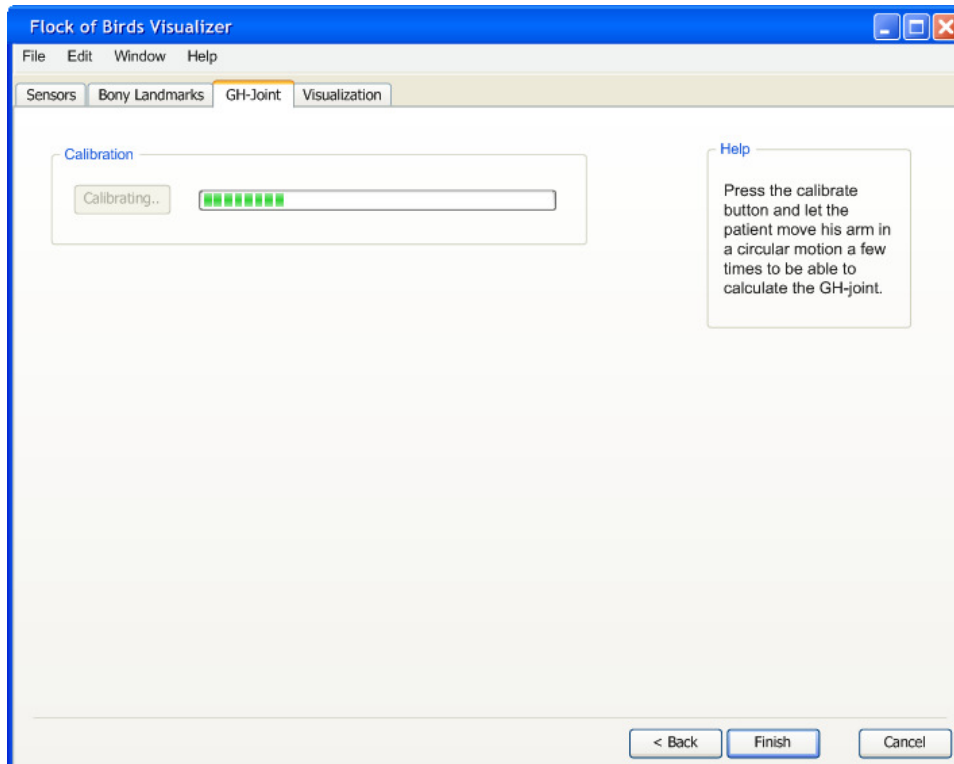 Flock of Birds Visualizer
File Edit Window Help
Sensors Bony Landmarks GH-Joint Visualization
Calibration
Calibrating..
Help
Press the calibrate
button and let the
patient move his arm in
a circular motion a few
times to be able to
calculate the GH-joint.
< Back Finish Cancel